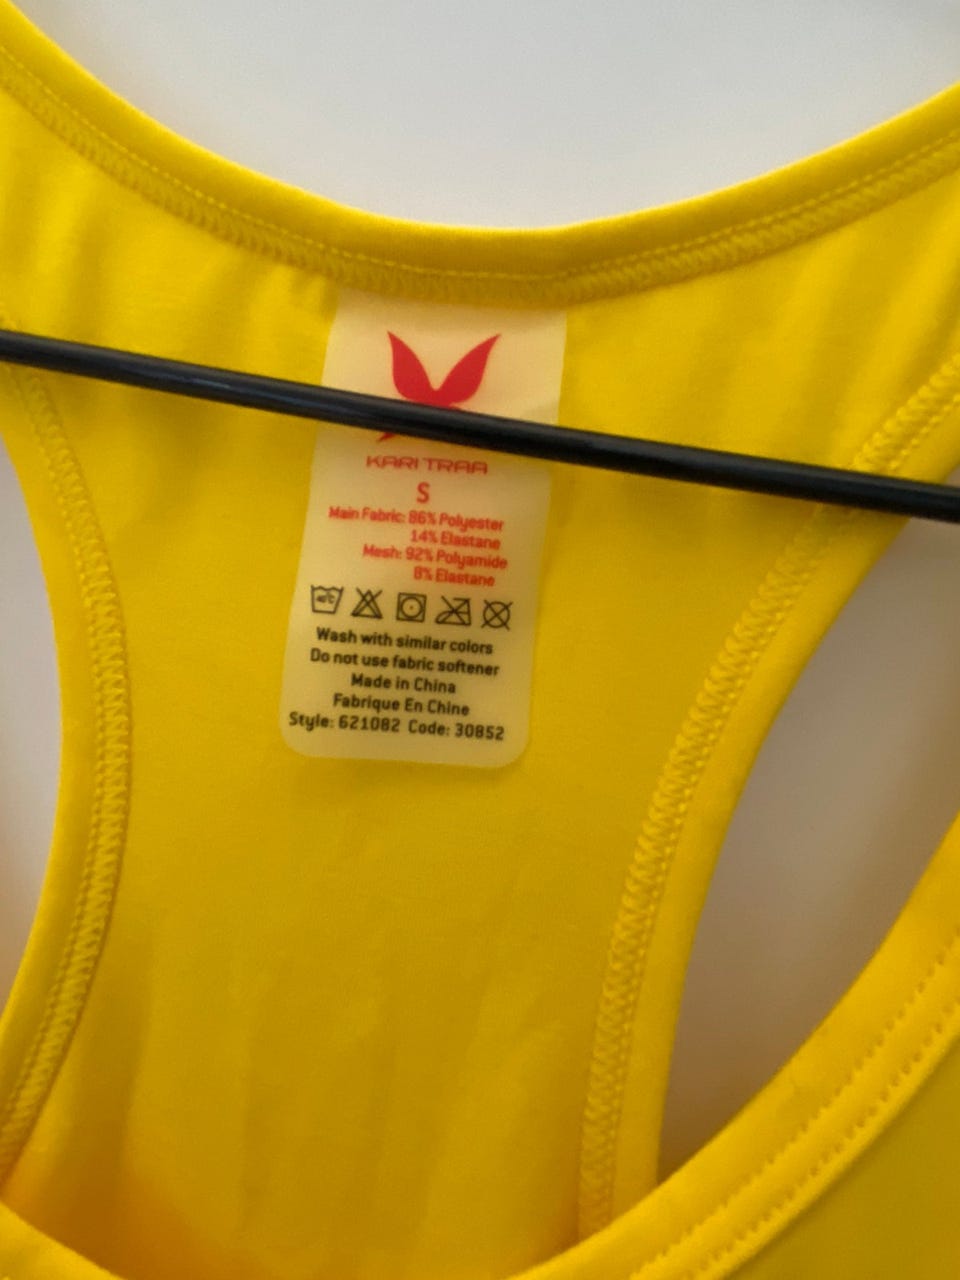 KARI TRAA
S
Main Fabric: 86% Polyester
14% Elastane
Mesh: 92% Polyamide
8% Elastane
40°C
Wash with similar colors
Do not use fabric softener
Made in China
Fabrique En Chine
Style: 621082 Code: 30852